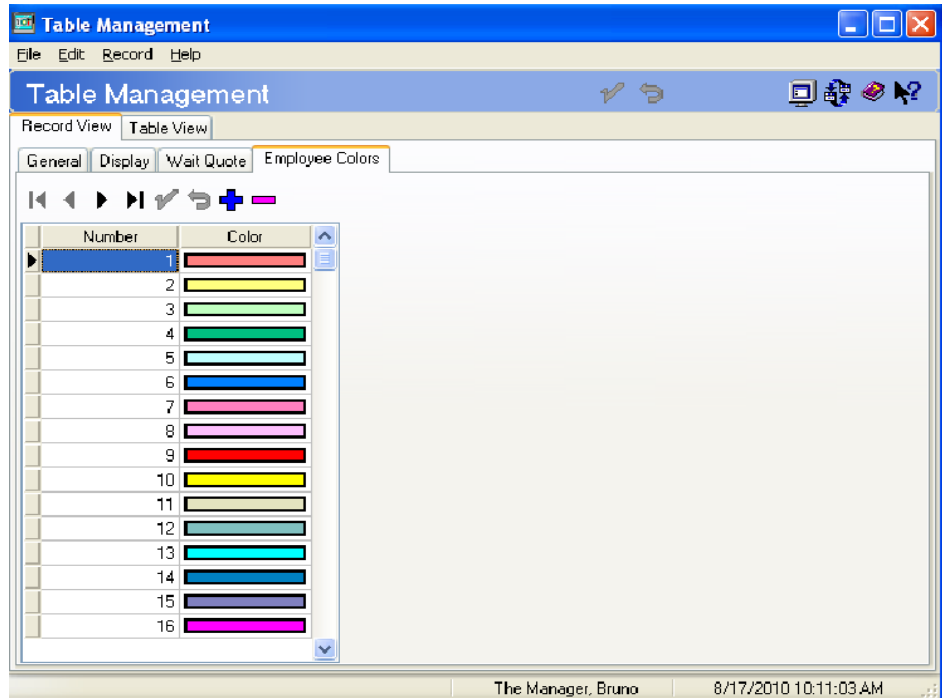 Table Management
File Edit Record Help
Table Management
Record View Table View
General Display Wait Quote Employee Colors
Number Color
1
2
3
4
5
6
7
8
9
10
11
12
13
14
15
16
The Manager, Bruno 8/17/2010 10:11:03 AM